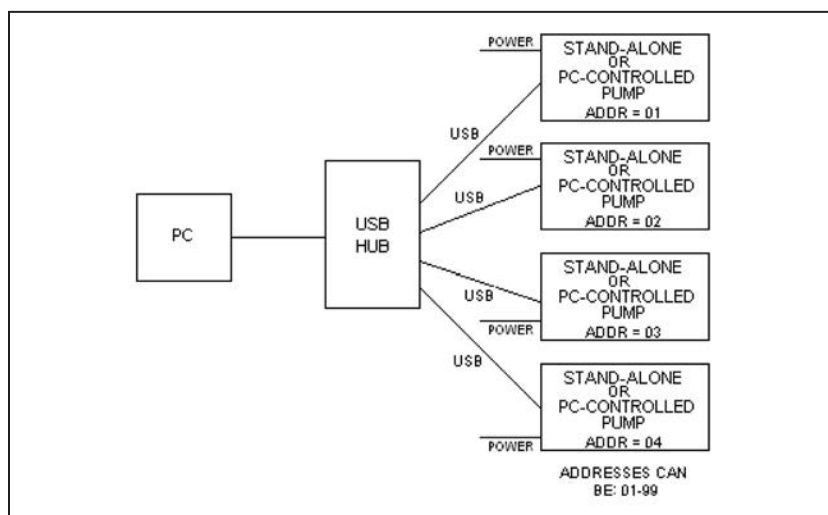 POWER
STAND-ALONE
OR
PC-CONTROLLED
PUMP
ADDR = 01
USB
POWER
STAND-ALONE
OR
PC-CONTROLLED
PUMP
ADDR = 02
USB
PC
USB
HUB
STAND-ALONE
OR
PC-CONTROLLED
PUMP
ADDR = 03
USB
POWER
USB
STAND-ALONE
OR
PC-CONTROLLED
PUMP
ADDR = 04
POWER
ADDRESSES CAN
BE: 01-99